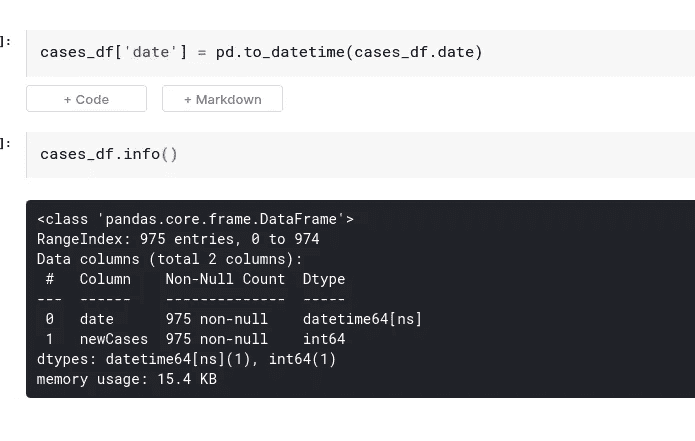 ]:
cases_df['date'] = pd.to_datetime(cases_df.date)
+ Code
+ Markdown
]:
cases_df.info()
<class 'pandas.core.frame.DataFrame'>
RangeIndex: 975 entries, 0 to 974
Data columns (total 2 columns):
 #   Column    Non-Null Count  Dtype
---  ------    --------------  -----
 0   date      975 non-null    datetime64[ns]
 1   newCases  975 non-null    int64
dtypes: datetime64[ns](1), int64(1)
memory usage: 15.4 KB